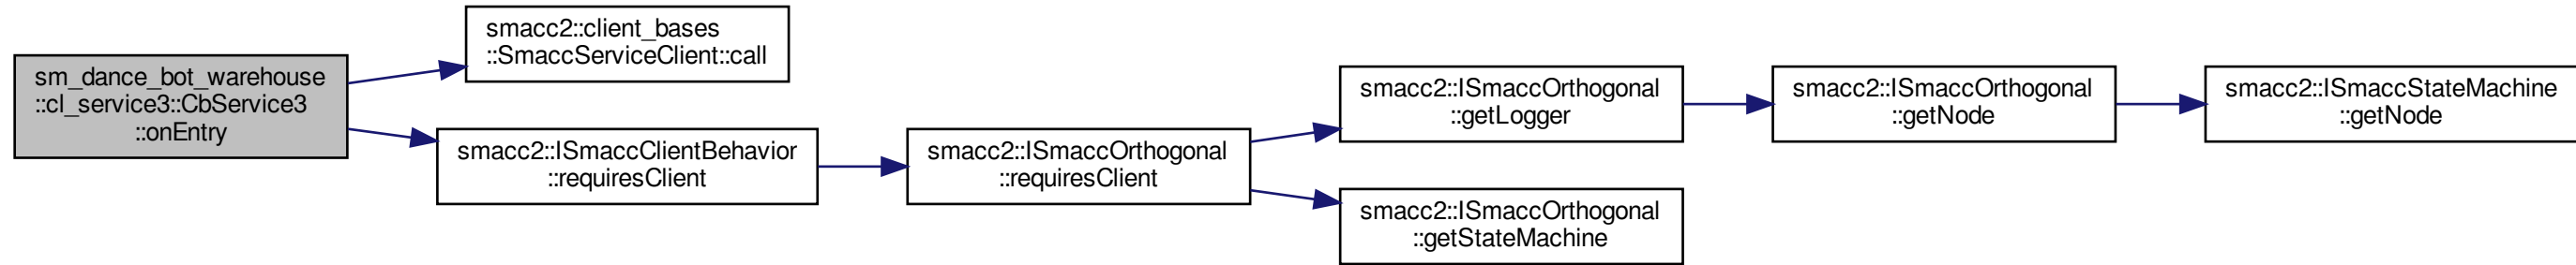 sm_dance_bot_warehouse
::cl_service3::CbService3
::onEntry
smacc2::client_bases
::SmaccServiceClient::call
smacc2::ISmaccClientBehavior
::requiresClient
smacc2::ISmaccOrthogonal
::requiresClient
smacc2::ISmaccOrthogonal
::getLogger
smacc2::ISmaccOrthogonal
::getNode
smacc2::ISmaccStateMachine
::getNode
smacc2::ISmaccOrthogonal
::getStateMachine